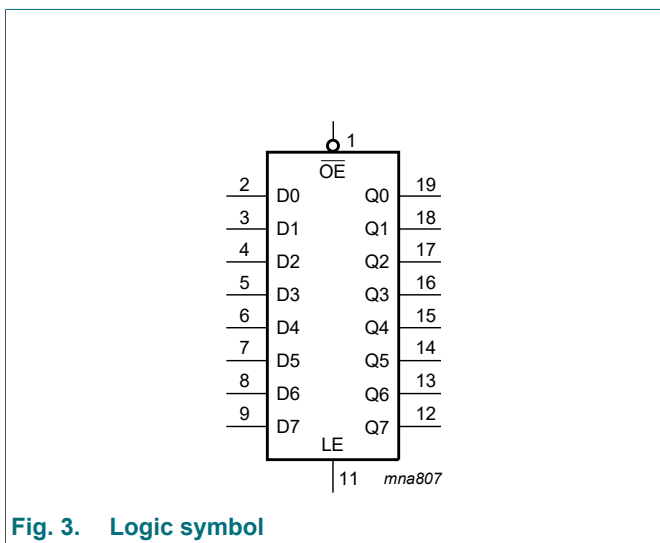 1
OE
2 D0 Q0 19
3 D1 Q1 18
4 D2 Q2 17
5 D3 Q3 16
6 D4 Q4 15
7 D5 Q5 14
8 D6 Q6 13
9 D7 Q7 12
LE
11 mna807
Fig. 3. Logic symbol